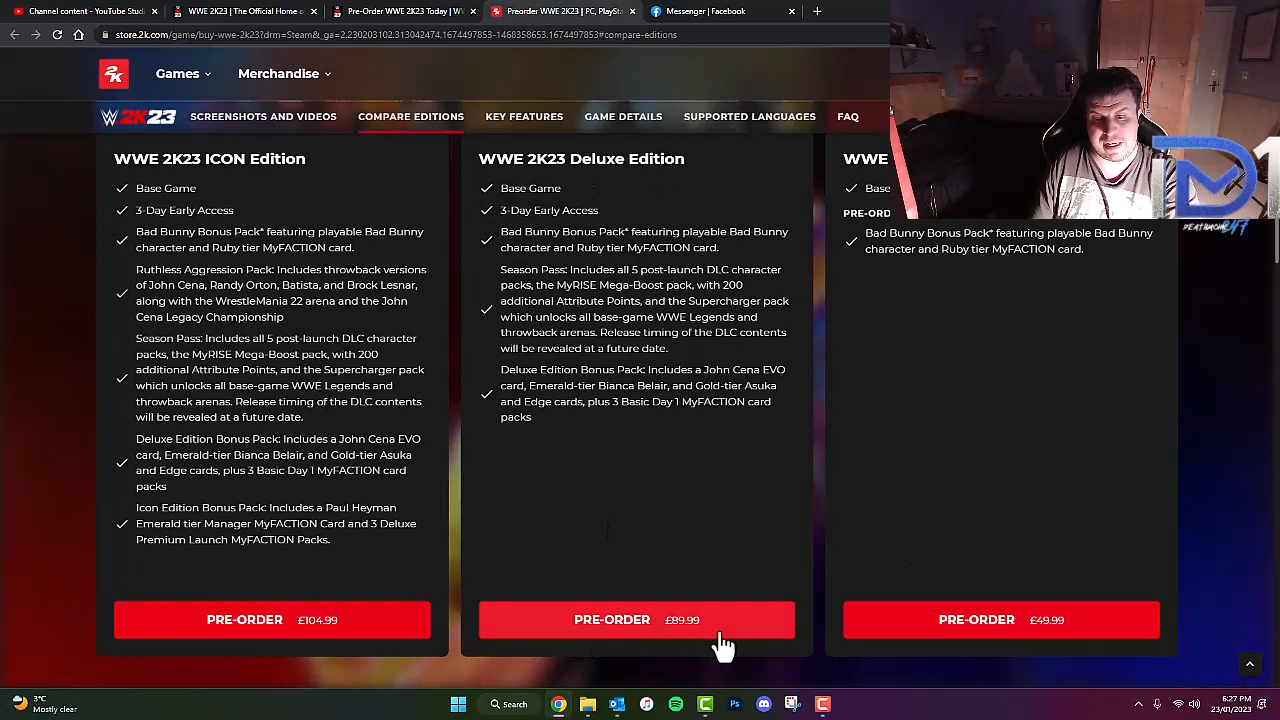 Channel content - YouTube
WWE 2K23 | The Official Home o
Pre-Order WWE 2K23 Today | WV
Preorder WWE 2K23 | PC, PlaySt
Messenger | Facebook
store.2k.com/game/buy-wwe-2k23?drm=Steam&_ga=2.230203102.313042474.1674497853-1468358653.1674497853#compare-editions
2K
Games
Merchandise
W 2K23
SCREENSHOTS AND VIDEOS
COMPARE EDITIONS
KEY FEATURES
GAME DETAILS
SUPPORTED LANGUAGES
FAQ
WWE 2K23 ICON Edition
Base Game
3-Day Early Access
Bad Bunny Bonus Pack* featuring playable Bad Bunny
character and Ruby tier MyFACTION card.
Ruthless Aggression Pack: Includes throwback versions
of John Cena, Randy Orton, Batista, and Brock Lesnar,
along with the WrestleMania 22 arena and the John
Cena Legacy Championship
Season Pass: Includes all 5 post-launch DLC character
packs, the MyRISE Mega-Boost pack, with 200
additional Attribute Points, and the Supercharger pack
which unlocks all base-game WWE Legends and
throwback arenas. Release timing of the DLC contents
will be revealed at a future date.
Deluxe Edition Bonus Pack: Includes a John Cena EVO
card, Emerald-tier Bianca Belair, and Gold-tier Asuka
and Edge cards, plus 3 Basic Day 1 MyFACTION card
packs
Icon Edition Bonus Pack: Includes a Paul Heyman
Emerald tier Manager MyFACTION Card and 3 Deluxe
Premium Launch MyFACTION Packs.
PRE-ORDER £104.99
WWE 2K23 Deluxe Edition
Base Game
3-Day Early Access
Bad Bunny Bonus Pack* featuring playable Bad Bunny
character and Ruby tier MyFACTION card.
Season Pass: Includes all 5 post-launch DLC character
packs, the MyRISE Mega-Boost pack, with 200
additional Attribute Points, and the Supercharger pack
which unlocks all base-game WWE Legends and
throwback arenas. Release timing of the DLC contents
will be revealed at a future date.
Deluxe Edition Bonus Pack: Includes a John Cena EVO
card, Emerald-tier Bianca Belair, and Gold-tier Asuka
and Edge cards, plus 3 Basic Day 1 MyFACTION card
packs
PRE-ORDER £89.99
WWE
Base
PRE-ORD
Bad Bunny Bonus Pack* featuring playable Bad Bunny
character and Ruby tier MyFACTION card.
PRE-ORDER £49.99
3°C
Mostly clear
Search
6:27 PM
23/01/2023